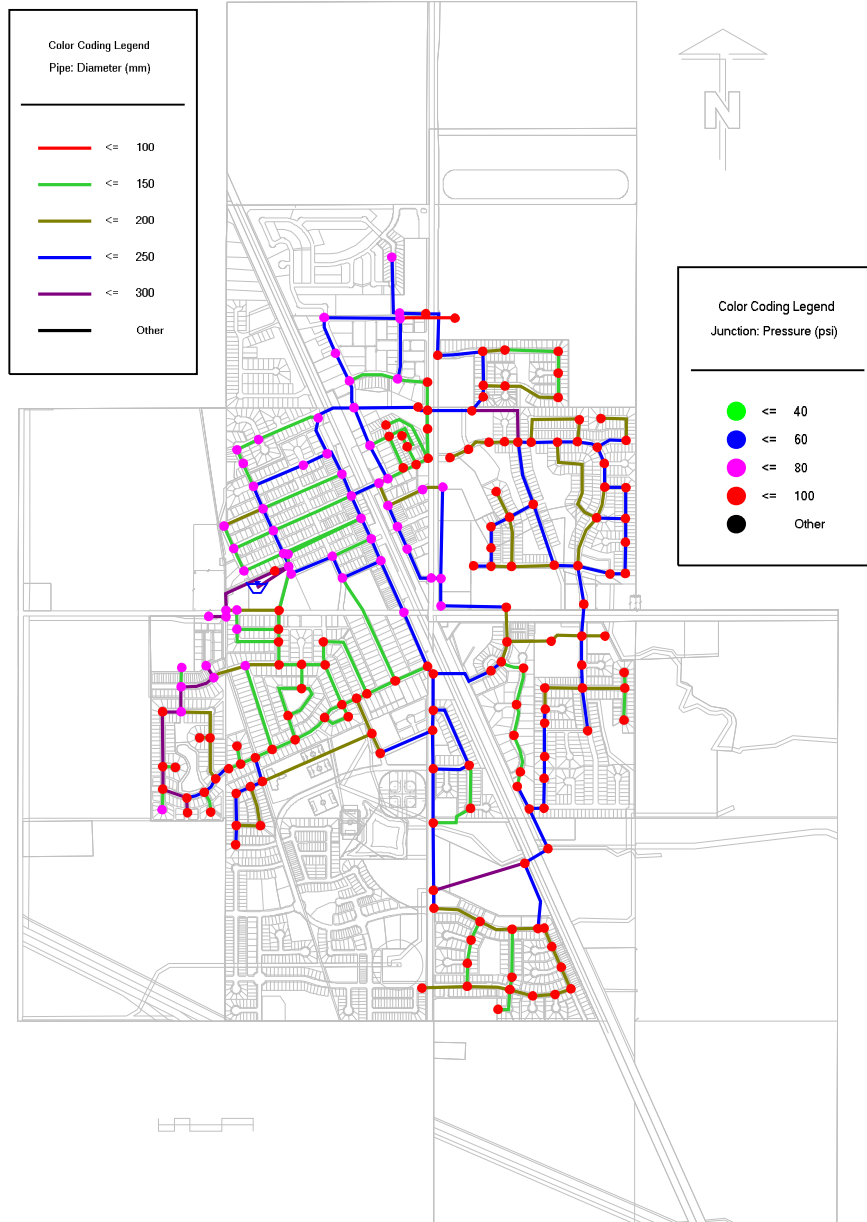 Color Coding Legend
Pipe: Diameter (mm)
<= 100
<= 150
<= 200
<= 250
<= 300
Other
N
Color Coding Legend
Junction: Pressure (psi)
<= 40
<= 60
<= 80
<= 100
Other